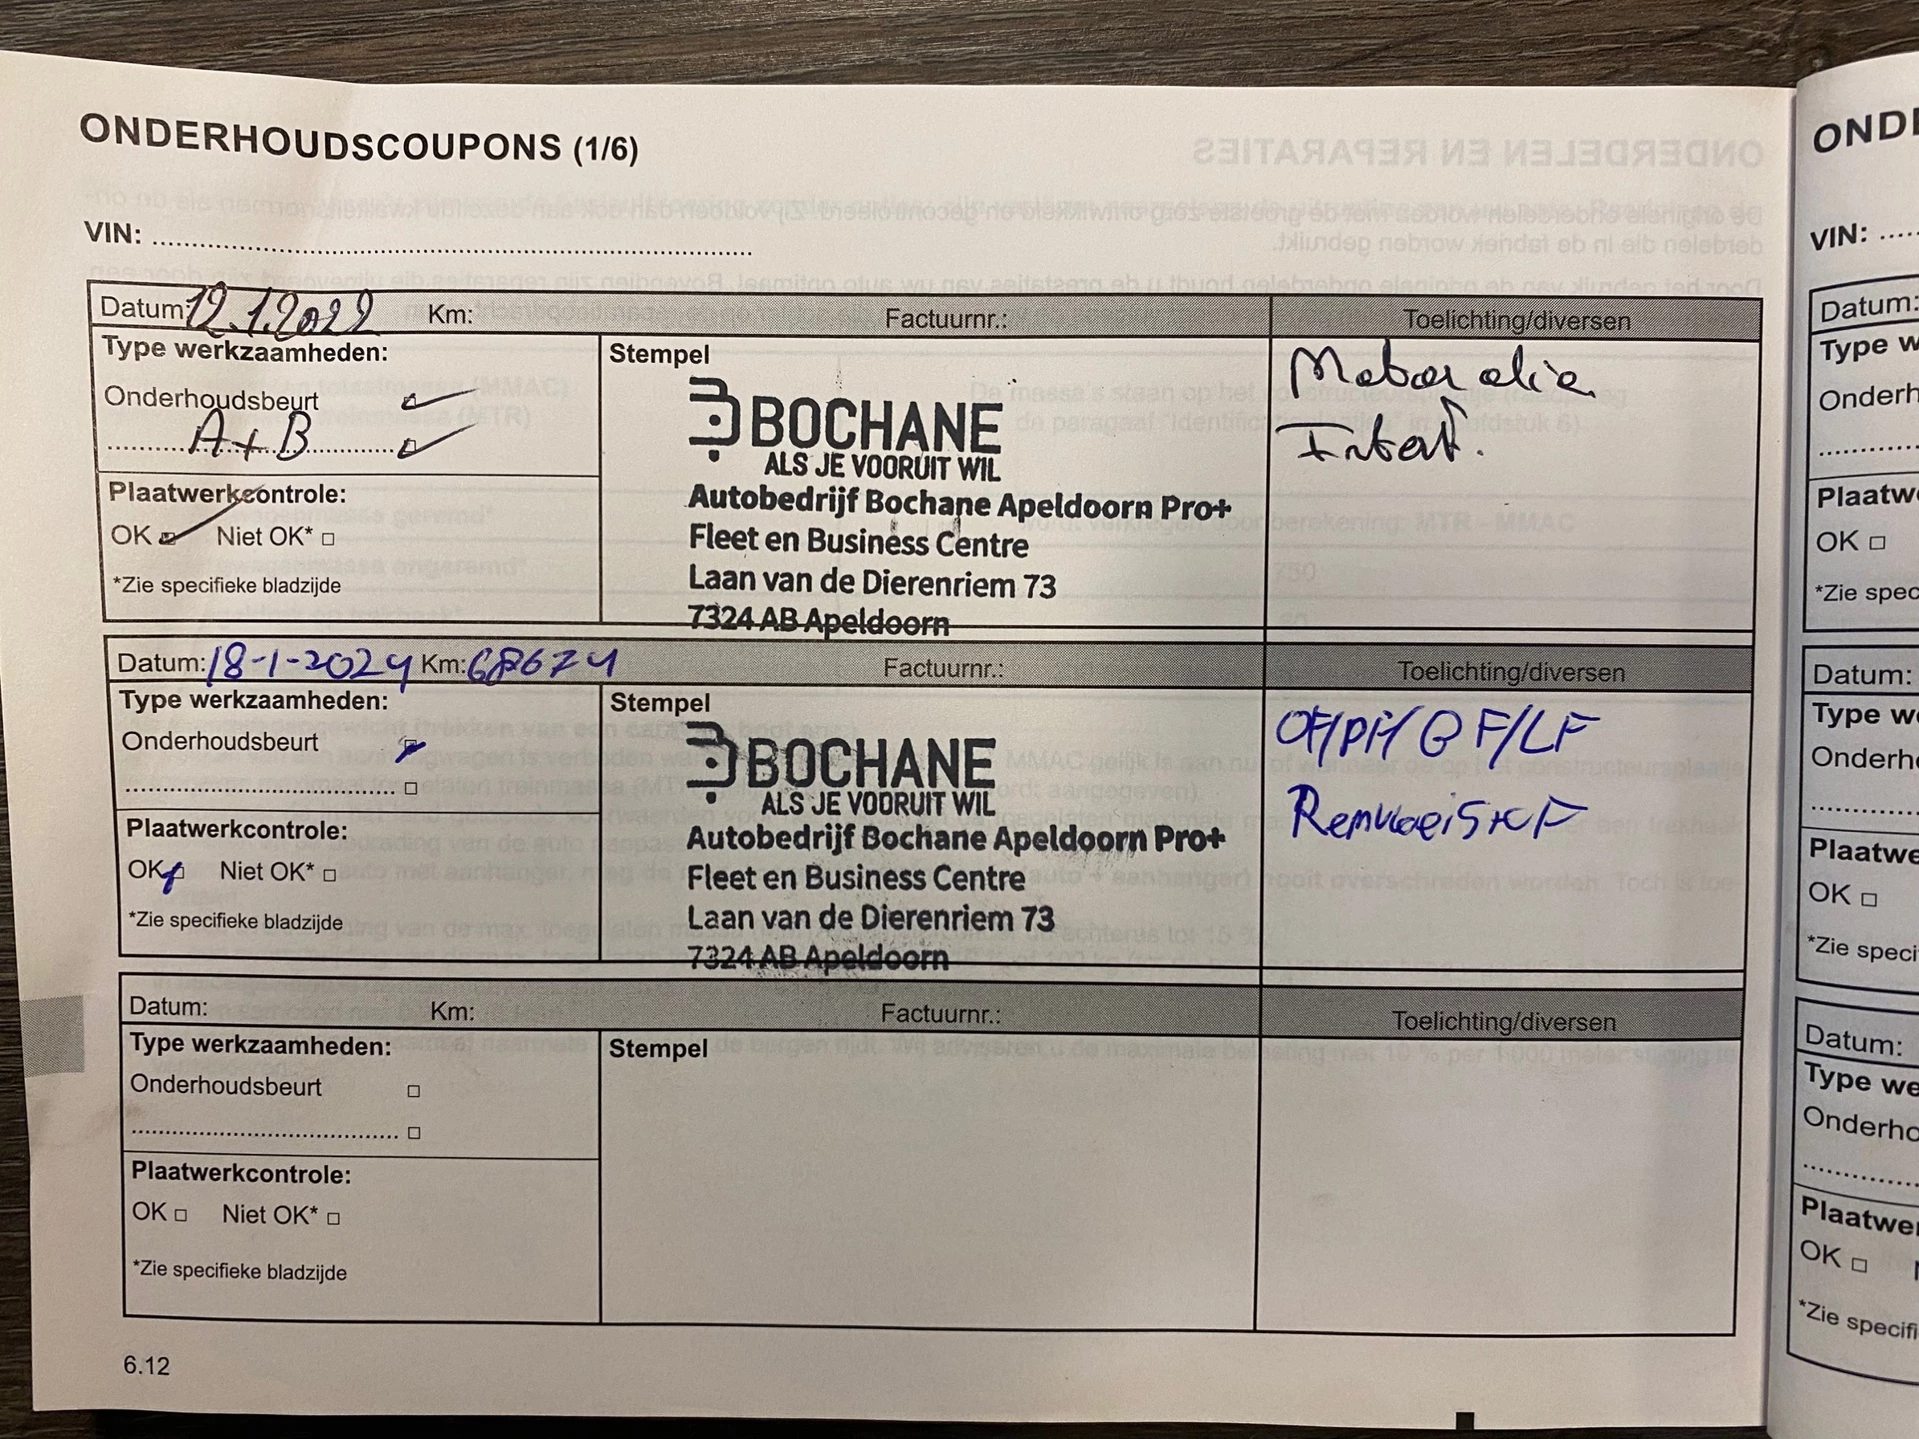 ONDERHOUDSCOUPONS (1/6)
VIN: ....................
Datum: 12.1.2022 Km: Factuurnr.: Toelichting/diversen
Type werkzaamheden:
Onderhoudsbeurt
A+B
Plaatwerkcontrole:
OK Niet OK*
*Zie specifieke bladzijde
Stempel
BOCHANE
ALS JE VOORUIT WIL
Autobedrijf Bochane Apeldoorn Pro+
Fleet en Business Centre
Laan van de Dierenriem 73
7324 AB Apeldoorn
Motorolie
Datum: 18-1-2024 Km: 68674 Factuurnr.: Toelichting/diversen
Type werkzaamheden:
Onderhoudsbeurt
Plaatwerkcontrole:
OK Niet OK*
*Zie specifieke bladzijde
Stempel
BOCHANE
ALS JE VOORUIT WIL
Autobedrijf Bochane Apeldoorn Pro+
Fleet en Business Centre
Laan van de Dierenriem 73
7324 AB Apeldoorn
F/LF
Remvloeistof
Datum: Km: Factuurnr.: Toelichting/diversen
Type werkzaamheden:
Onderhoudsbeurt
Plaatwerkcontrole:
OK Niet OK*
*Zie specifieke bladzijde
Stempel
6.12
VIN:
Datum:
OK
Datum:
OK
Datum:
OK